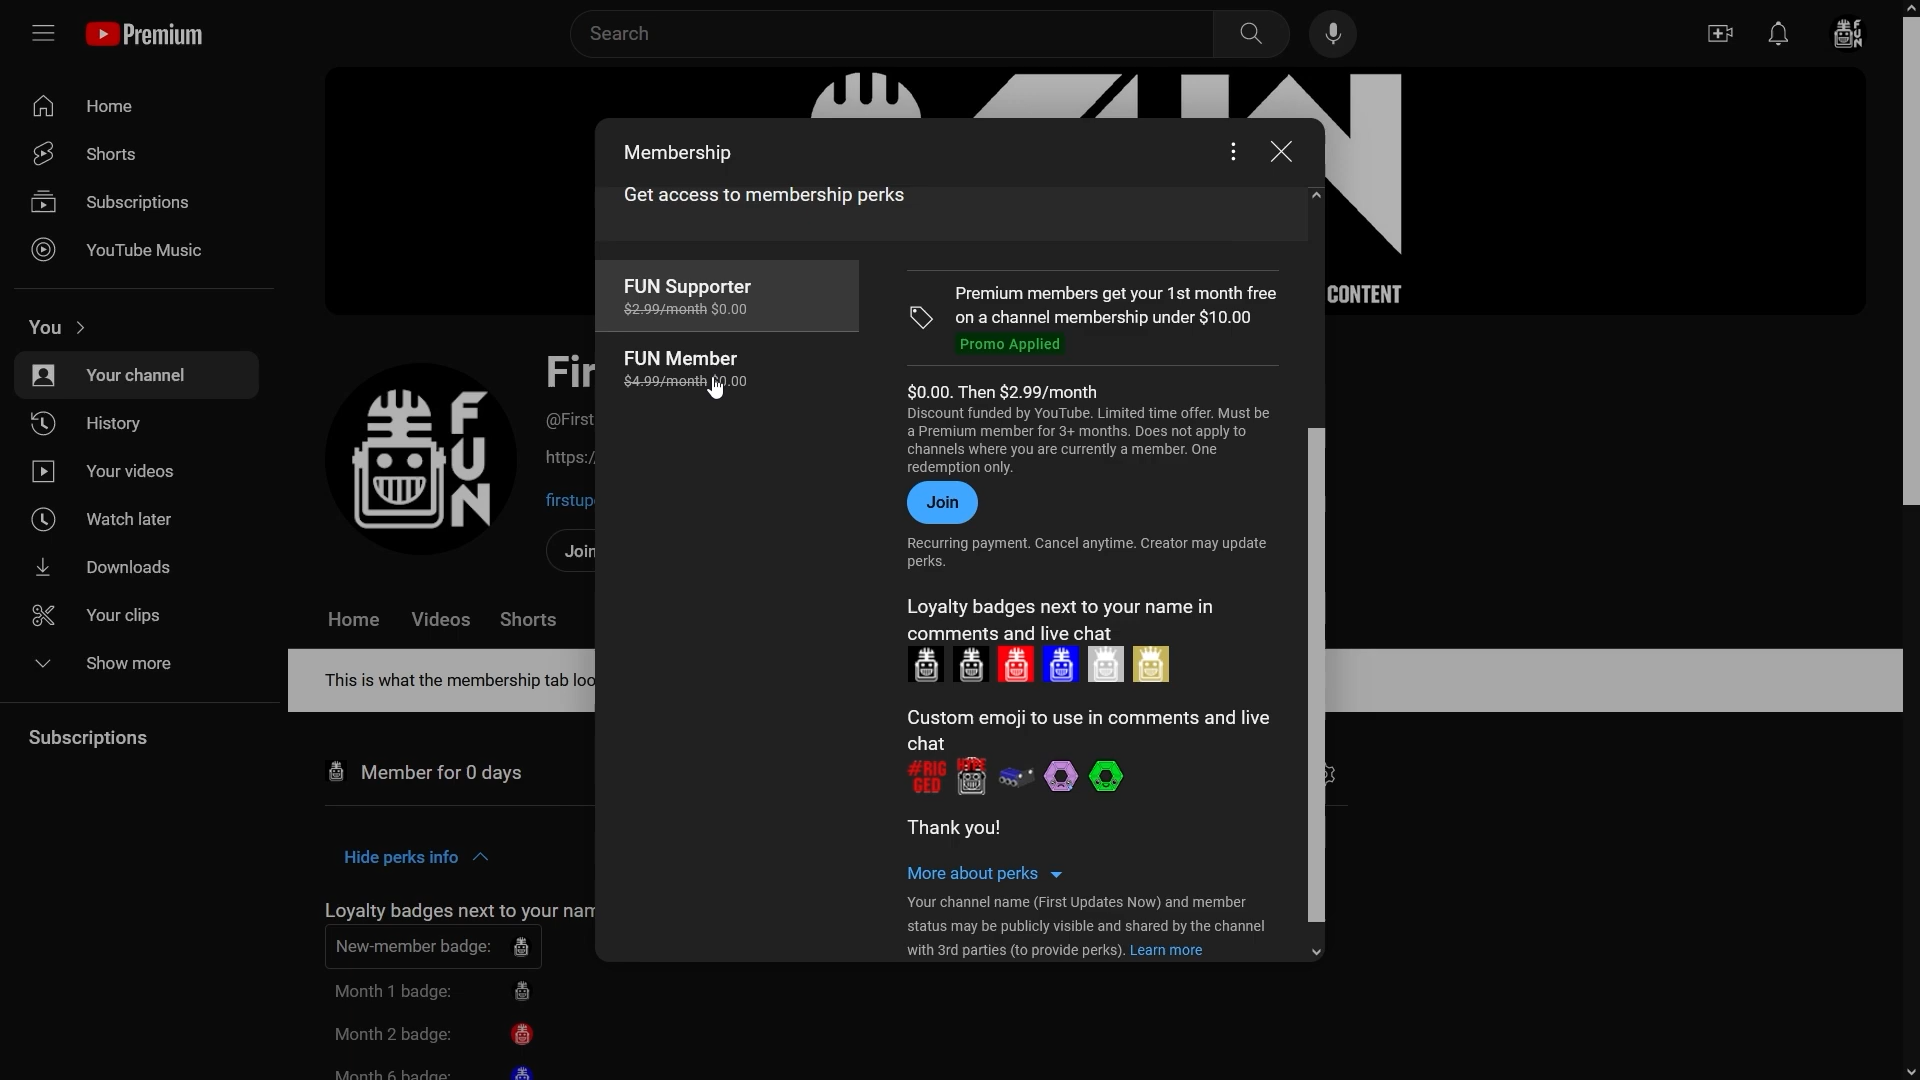 Premium
Search
Home
Shorts
Subscriptions
YouTube Music
You
Your channel
History
Your videos
Watch later
Downloads
Your clips
Show more
Subscriptions
CONTENT
FUN
Fir
@First
https:/
firstup
Join
Home Videos Shorts
This is what the membership tab loo
Member for 0 days
Hide perks info
Loyalty badges next to your nam
New-member badge:
Month 1 badge:
Month 2 badge:
Month 6 badge:
Membership
Get access to membership perks
FUN Supporter
$2.99/month $0.00
FUN Member
$4.99/month $0.00
Premium members get your 1st month free
on a channel membership under $10.00
Promo Applied
$0.00. Then $2.99/month
Discount funded by YouTube. Limited time offer. Must be
a Premium member for 3+ months. Does not apply to
channels where you are currently a member. One
redemption only.
Join
Recurring payment. Cancel anytime. Creator may update
perks.
Loyalty badges next to your name in
comments and live chat
Custom emoji to use in comments and live
chat
#RIG
GED
HYPE
Thank you!
More about perks
Your channel name (First Updates Now) and member
status may be publicly visible and shared by the channel
with 3rd parties (to provide perks). Learn more